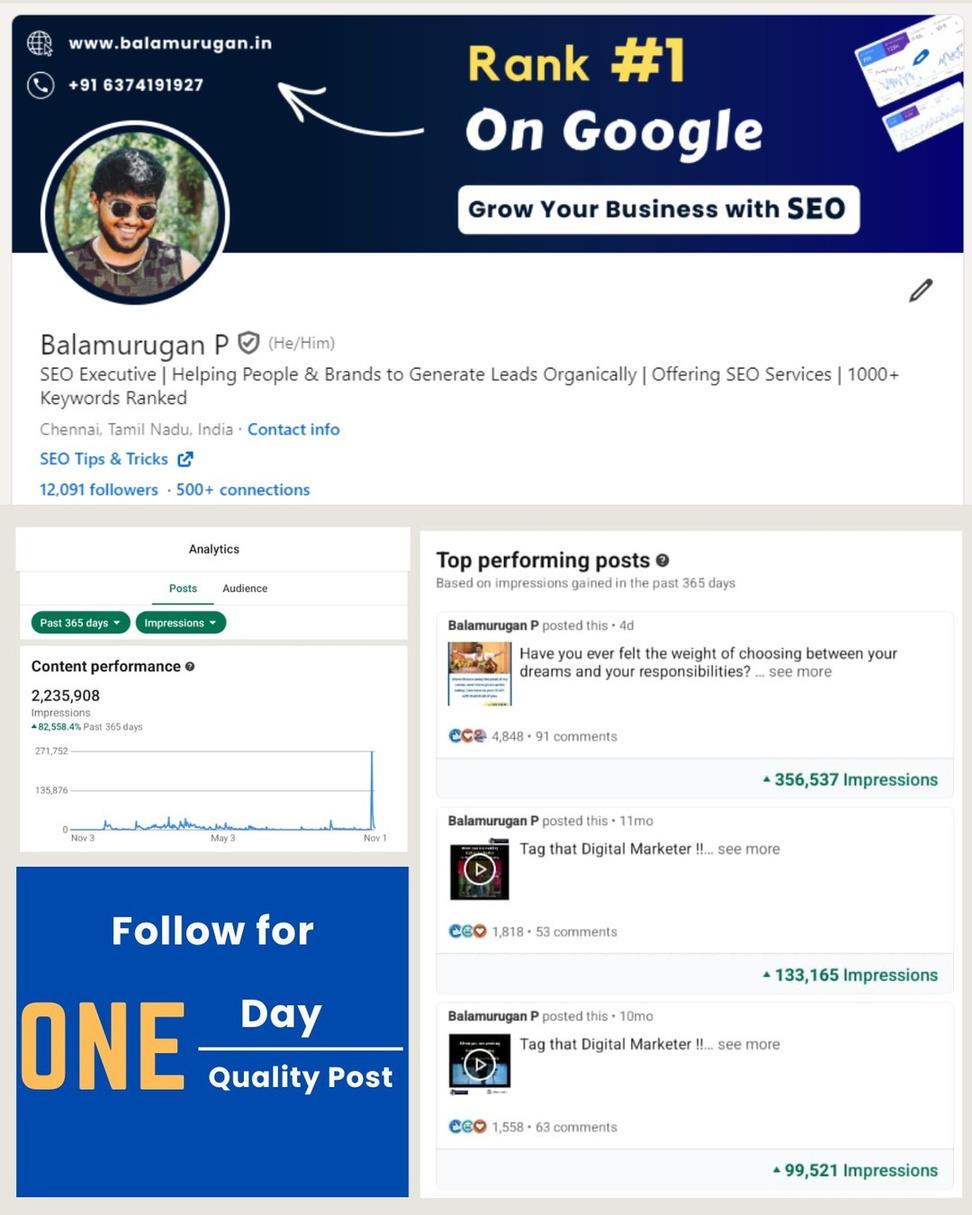 www.balamurugan.in
+91 6374191927
Rank #1
On Google
Grow Your Business with SEO
Balamurugan P (He/Him)
SEO Executive | Helping People & Brands to Generate Leads Organically | Offering SEO Services | 1000+
Keywords Ranked
Chennai, Tamil Nadu, India · Contact info
SEO Tips & Tricks
12,091 followers · 500+ connections
Analytics
Posts Audience
Past 365 days Impressions
Content performance
2,235,908
Impressions
82,558.4% Past 365 days
271,752
135,876
0
Nov 3 May 3 Nov 1
Follow for
ONE
Day
Quality Post
Top performing posts
Based on impressions gained in the past 365 days
Balamurugan P posted this • 4d
Have you ever felt the weight of choosing between your
dreams and your responsibilities? ... see more
4,848 • 91 comments
356,537 Impressions
Balamurugan P posted this • 11mo
Tag that Digital Marketer !!... see more
1,818 • 53 comments
133,165 Impressions
Balamurugan P posted this • 10mo
Tag that Digital Marketer !!... see more
1,558 • 63 comments
99,521 Impressions